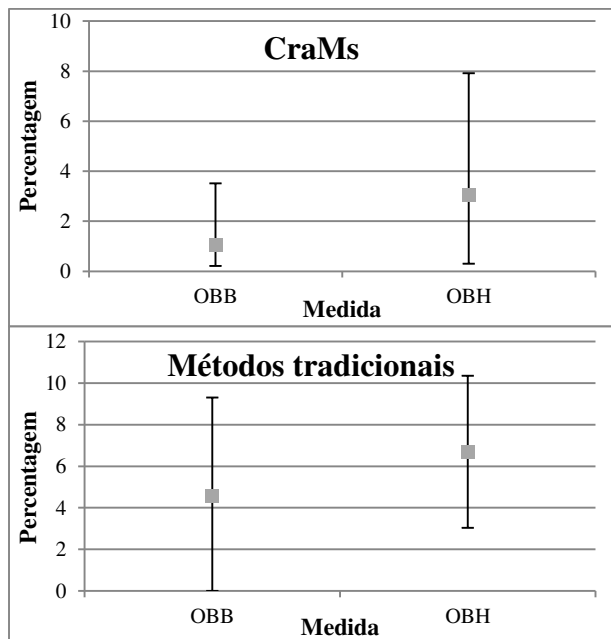 CraMs
Percentagem
10
8
6
4
2
0
OBB OBH
Medida
Métodos tradicionais
Percentagem
12
10
8
6
4
2
0
OBB OBH
Medida